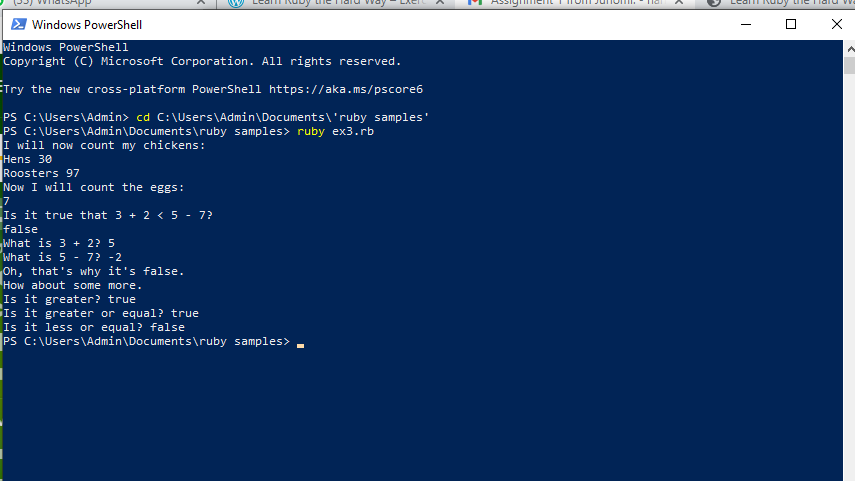 (55) WhatsApp
Learn Ruby the Hard Way – Exer
Assignment 1 from Junomi. - ha
Learn Ruby the Hard Wa
Windows PowerShell
Windows PowerShell
Copyright (C) Microsoft Corporation. All rights reserved.
Try the new cross-platform PowerShell https://aka.ms/pscore6
PS C:\Users\Admin> cd C:\Users\Admin\Documents\'ruby samples'
PS C:\Users\Admin\Documents\ruby samples> ruby ex3.rb
I will now count my chickens:
Hens 30
Roosters 97
Now I will count the eggs:
7
Is it true that 3 + 2 < 5 - 7?
false
What is 3 + 2? 5
What is 5 - 7? -2
Oh, that's why it's false.
How about some more.
Is it greater? true
Is it greater or equal? true
Is it less or equal? false
PS C:\Users\Admin\Documents\ruby samples>